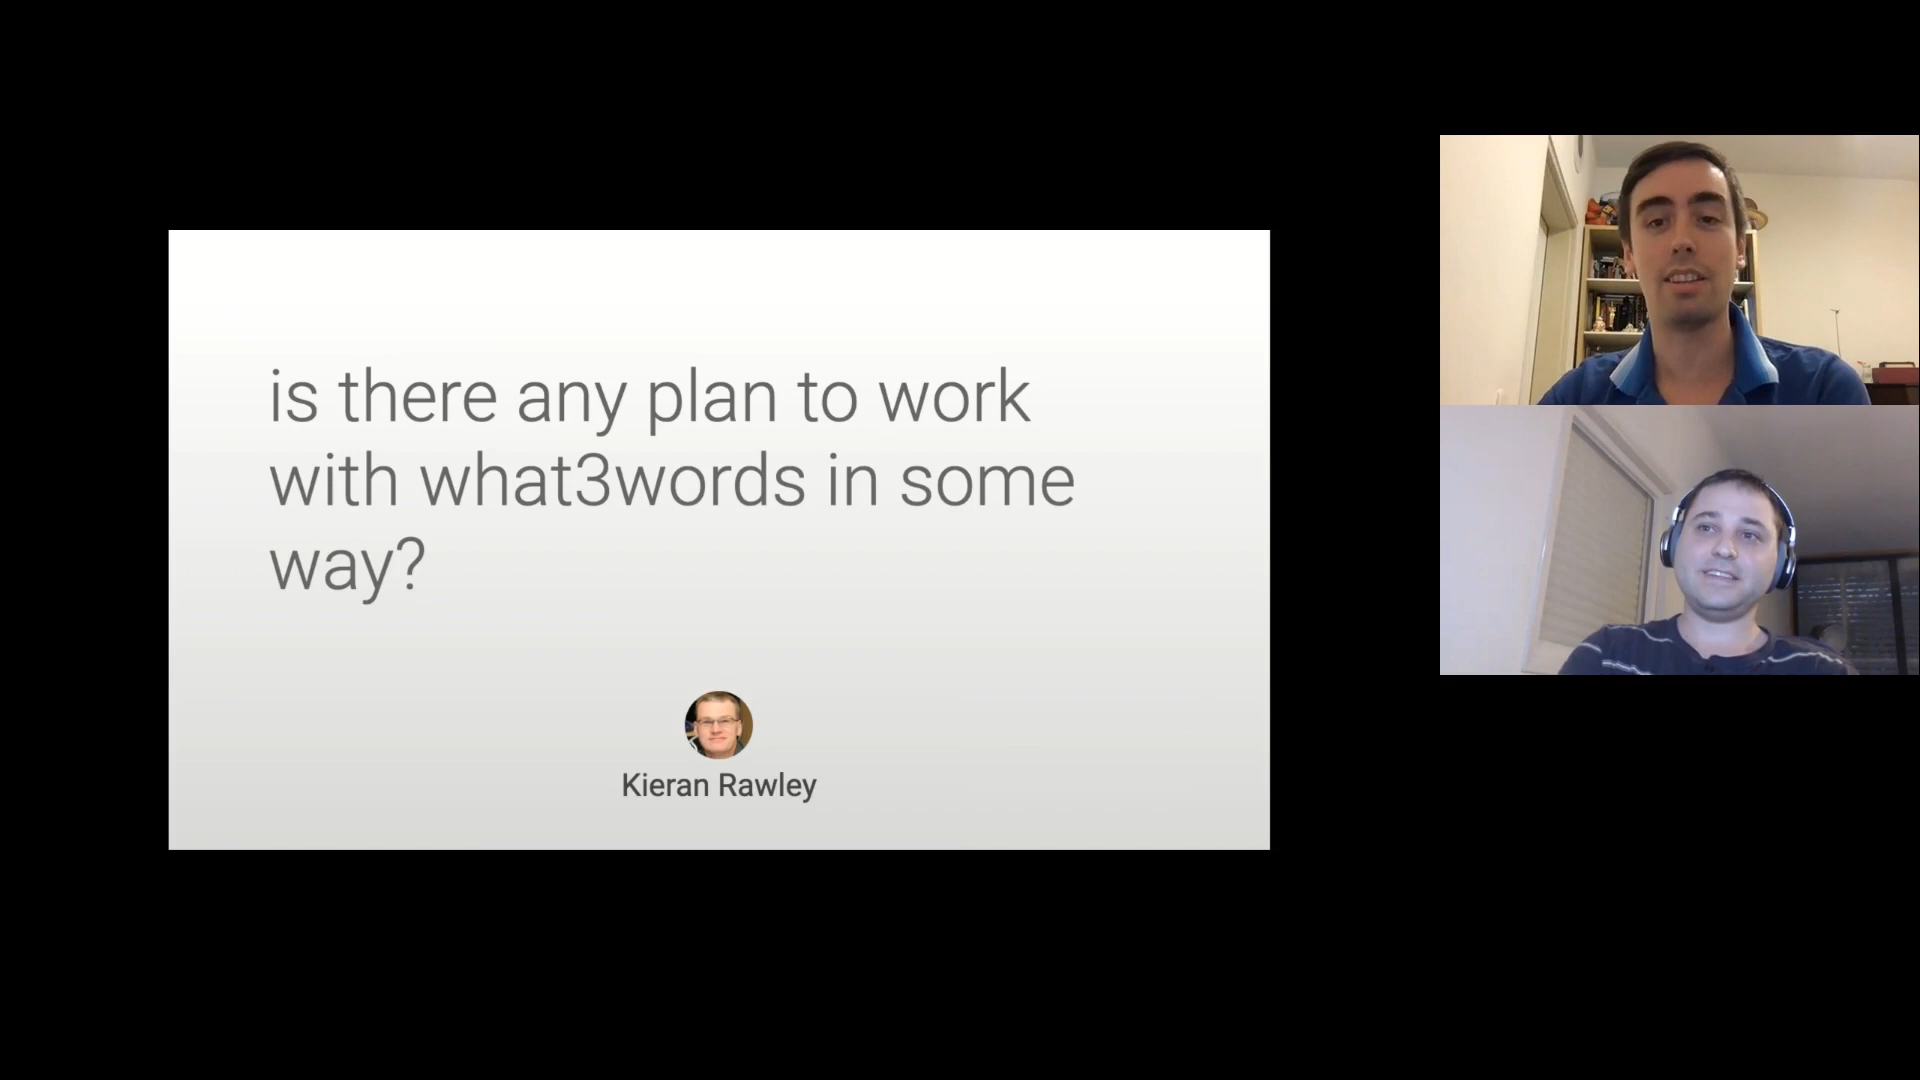 is there any plan to work
with what3words in some
way?
Kieran Rawley